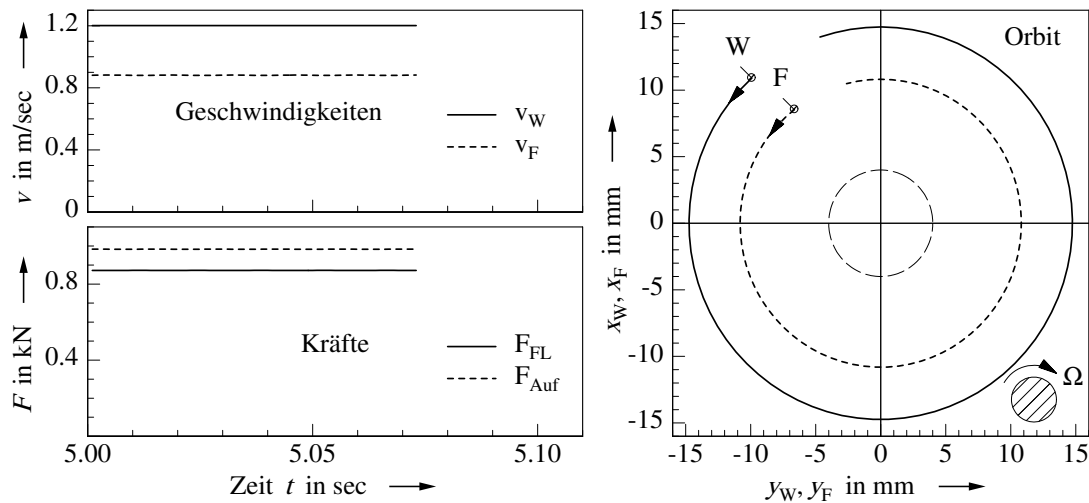 v in m/sec
1.2
0.8
0.4
0
Geschwindigkeiten
v_W
v_F
F in kN
0.8
0.4
Kräfte
F_FL
F_Auf
5.00
5.05
5.10
Zeit t in sec
x_W, x_F in mm
15
10
5
0
-5
-10
-15
Orbit
W
F
Ω
-15
-10
-5
0
5
10
15
y_W, y_F in mm